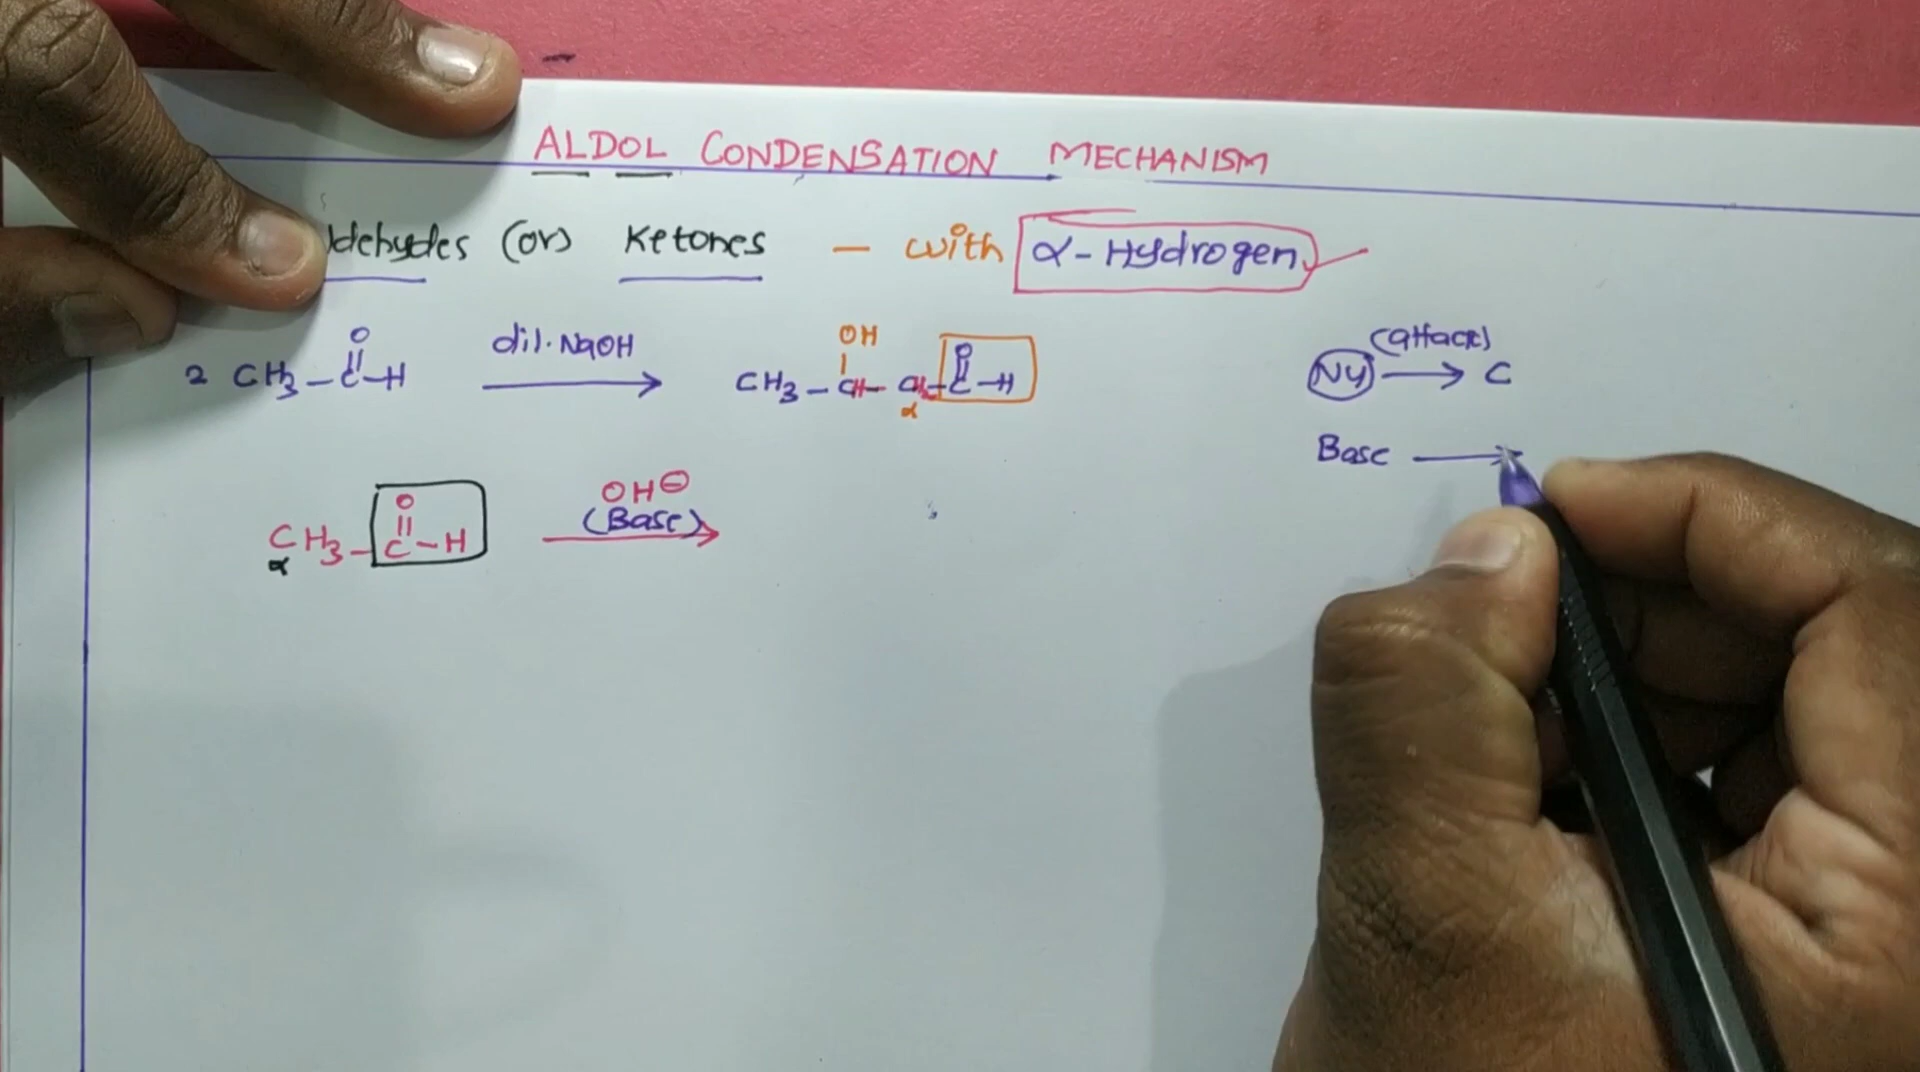 ALDOL CONDENSATION MECHANISM
ldehydes (or) Ketones - with α-Hydrogen
O OH (attack)
2 CH3-C-H dil. NaOH → CH3-CH-CH2-C-H Nu → C
O α
Base →
O OH⊖
CH3-C-H (Base) →
α